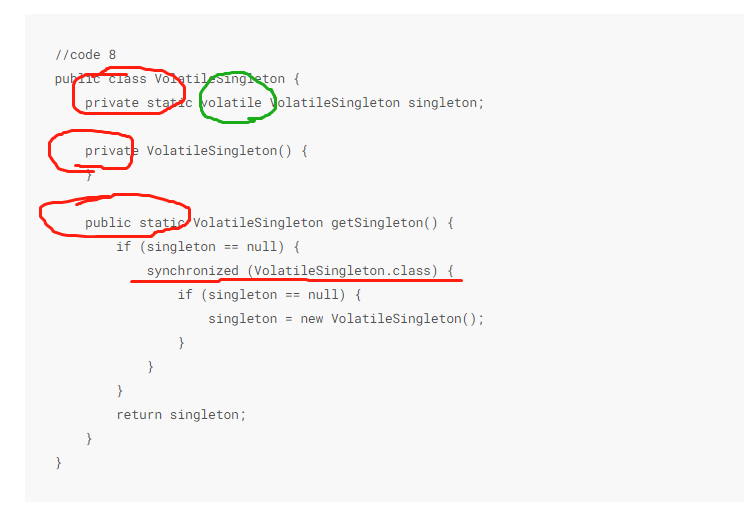 //code 8
public class VolatileSingleton {
private static volatile VolatileSingleton singleton;
private VolatileSingleton() {
}
public static VolatileSingleton getSingleton() {
if (singleton == null) {
synchronized (VolatileSingleton.class) {
if (singleton == null) {
singleton = new VolatileSingleton();
}
}
}
return singleton;
}
}